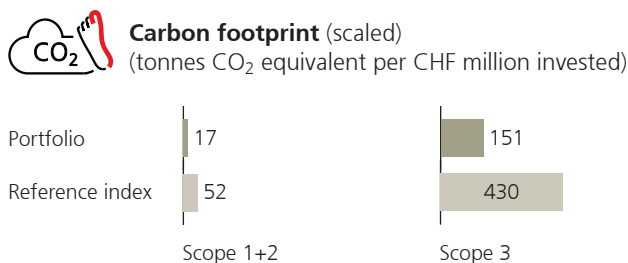 CO₂
Carbon footprint (scaled)
(tonnes CO₂ equivalent per CHF million invested)
Portfolio 17 151
Reference index 52 430
Scope 1+2 Scope 3